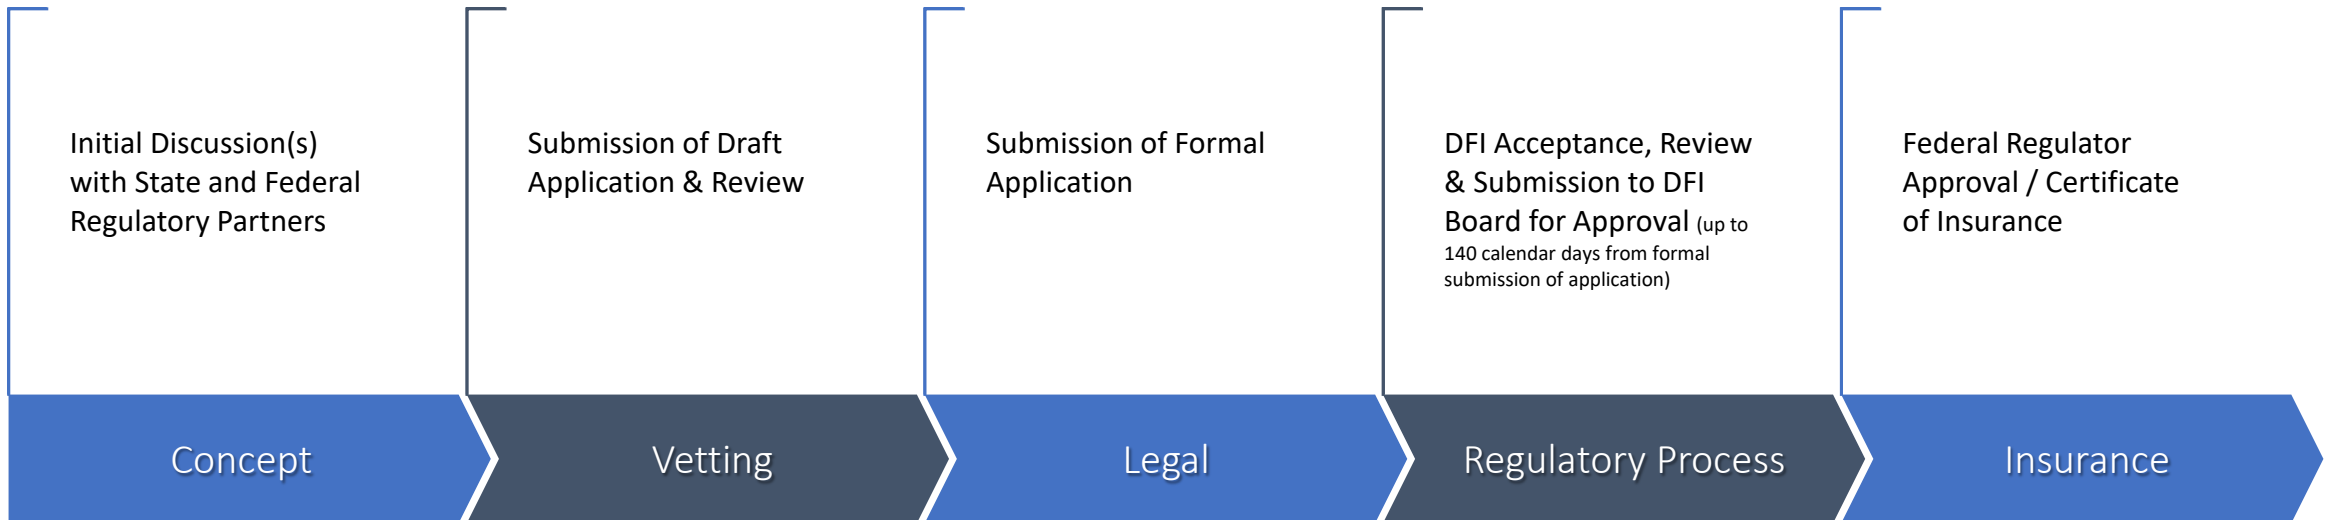 Initial Discussion(s)
with State and Federal
Regulatory Partners
Submission of Draft
Application & Review
Submission of Formal
Application
DFI Acceptance, Review
& Submission to DFI
Board for Approval (up to
140 calendar days from formal
submission of application)
Federal Regulator
Approval / Certificate
of Insurance
Concept
Vetting
Legal
Regulatory Process
Insurance